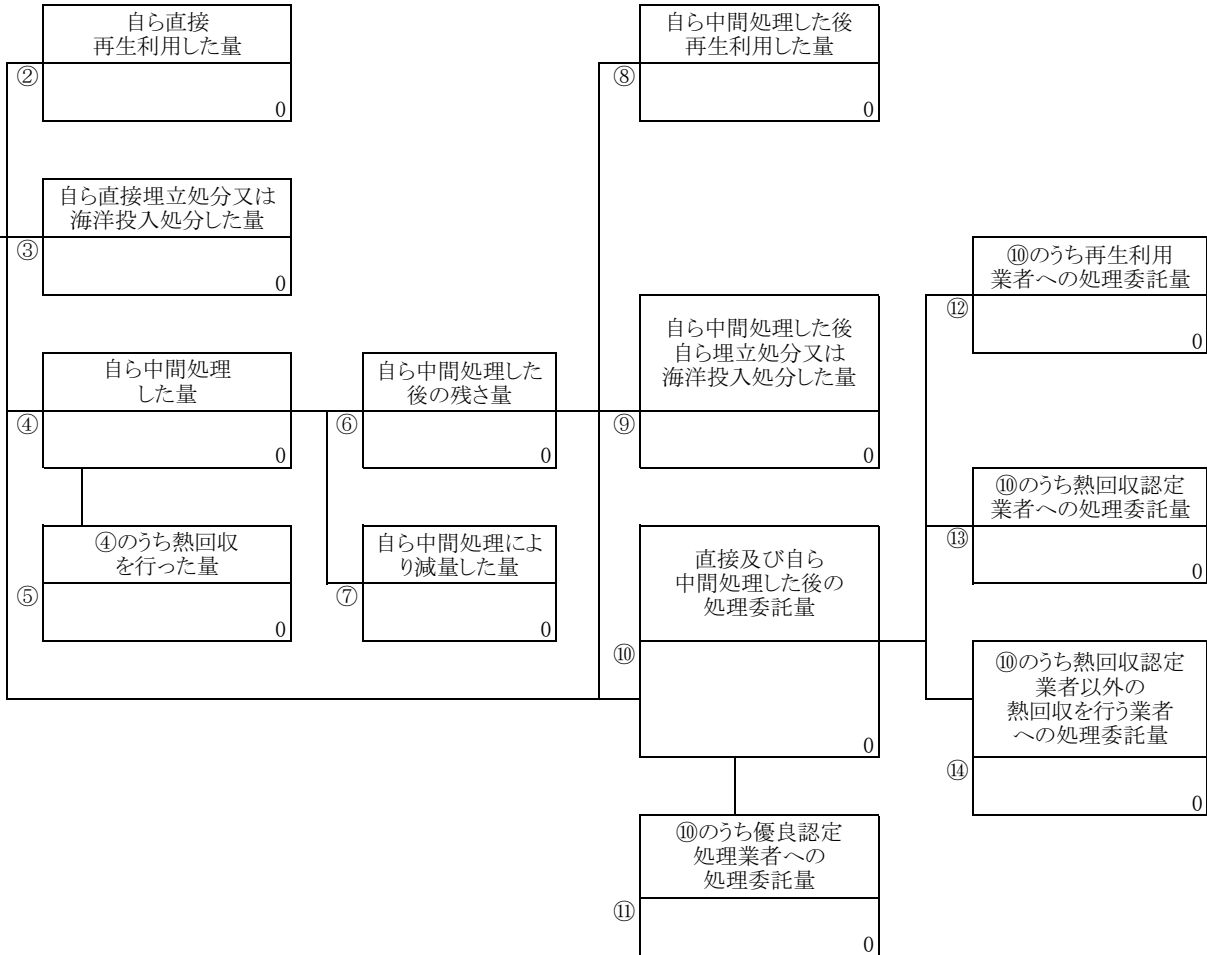 自ら直接
再生利用した量
②
0
自ら直接埋立処分又は
海洋投入処分した量
③
0
自ら中間処理
した量
④
0
④のうち熱回収
を行った量
⑤
0
自ら中間処理した
後の残さ量
⑥
0
自ら中間処理によ
り減量した量
⑦
0
自ら中間処理した後
再生利用した量
⑧
0
自ら中間処理した後
自ら埋立処分又は
海洋投入処分した量
⑨
0
直接及び自ら
中間処理した後の
処理委託量
⑩
0
⑩のうち優良認定
処理業者への
処理委託量
⑪
0
⑩のうち再生利用
業者への処理委託量
⑫
0
⑩のうち熱回収認定
業者への処理委託量
⑬
0
⑩のうち熱回収認定
業者以外の
熱回収を行う業者
への処理委託量
⑭
0